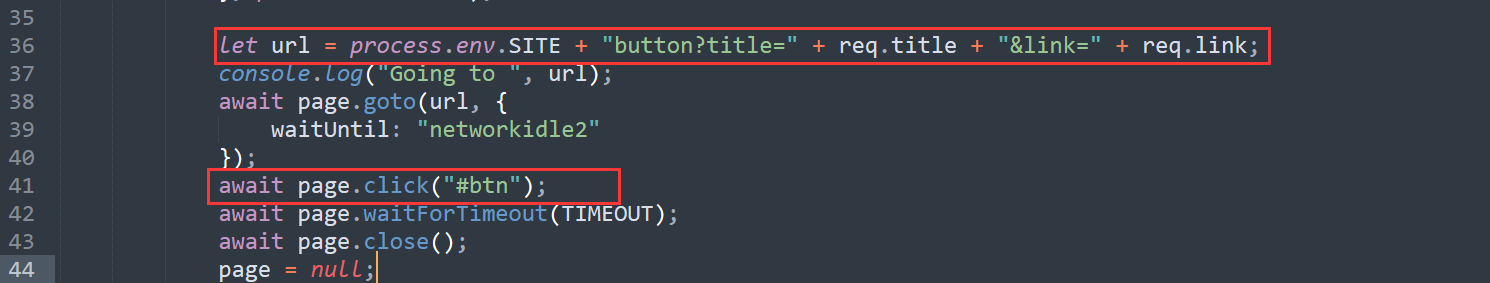 35
36 let url = process.env.SITE + "button?title=" + req.title + "&link=" + req.link;
37 console.log("Going to ", url);
38 await page.goto(url, {
39 waitUntil: "networkidle2"
40 });
41 await page.click("#btn");
42 await page.waitForTimeout(TIMEOUT);
43 await page.close();
44 page = null;